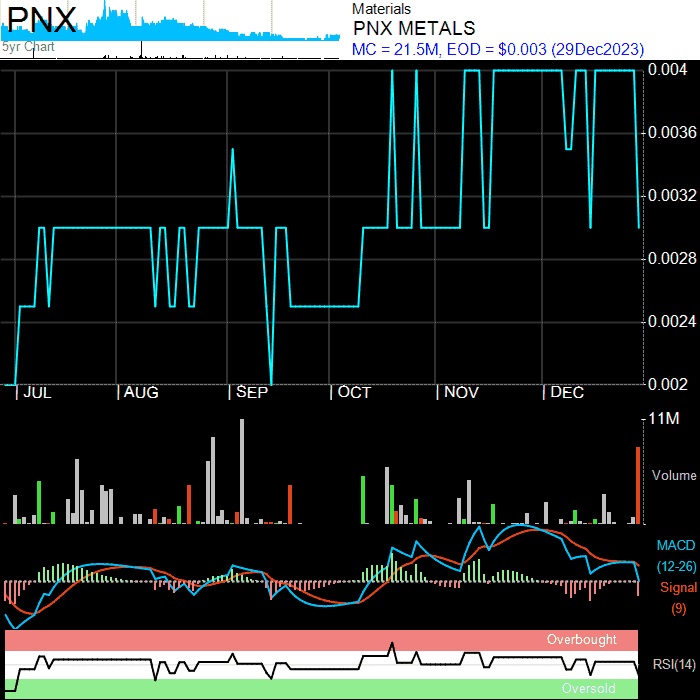 PNX
5yr Chart
Materials
PNX METALS
MC = 21.5M, EOD = $0.003 (29Dec2023)
0.004
0.0036
0.0032
0.0028
0.0024
0.002
JUL AUG SEP OCT NOV DEC
11M
Volume
MACD
(12-26)
Signal
(9)
Overbought
RSI(14)
Oversold